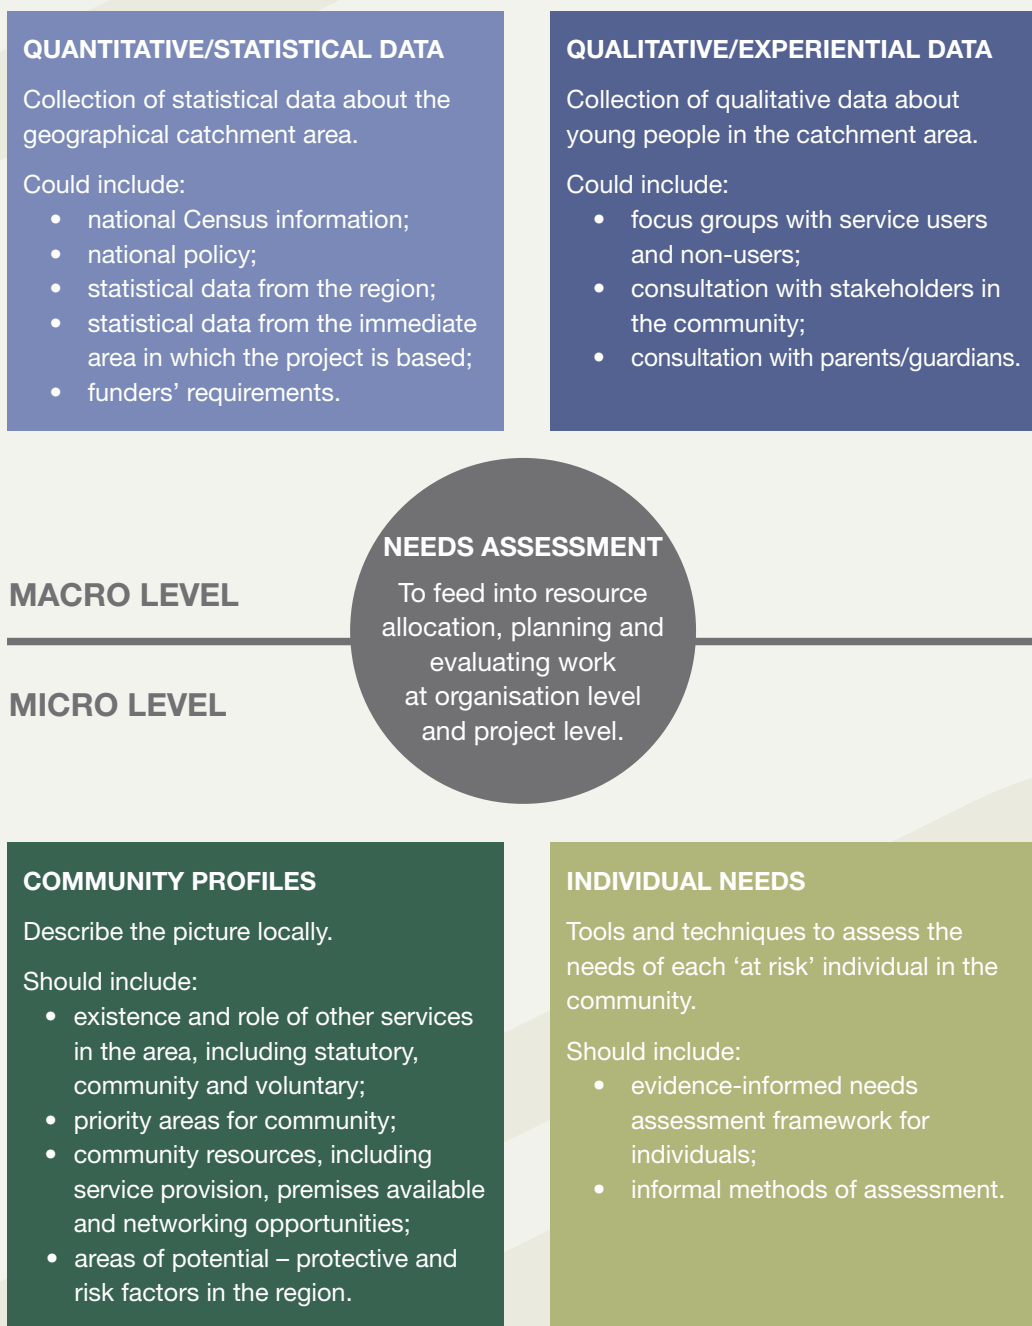 QUANTITATIVE/STATISTICAL DATA
Collection of statistical data about the
geographical catchment area.
Could include:
• national Census information;
• national policy;
• statistical data from the region;
• statistical data from the immediate
area in which the project is based;
• funders’ requirements.
QUALITATIVE/EXPERIENTIAL DATA
Collection of qualitative data about
young people in the catchment area.
Could include:
• focus groups with service users
and non-users;
• consultation with stakeholders in
the community;
• consultation with parents/guardians.
MACRO LEVEL
NEEDS ASSESSMENT
To feed into resource
allocation, planning and
evaluating work
at organisation level
and project level.
MICRO LEVEL
COMMUNITY PROFILES
Describe the picture locally.
Should include:
• existence and role of other services
in the area, including statutory,
community and voluntary;
• priority areas for community;
• community resources, including
service provision, premises available
and networking opportunities;
• areas of potential – protective and
risk factors in the region.
INDIVIDUAL NEEDS
Tools and techniques to assess the
needs of each ‘at risk’ individual in the
community.
Should include:
• evidence-informed needs
assessment framework for
individuals;
• informal methods of assessment.